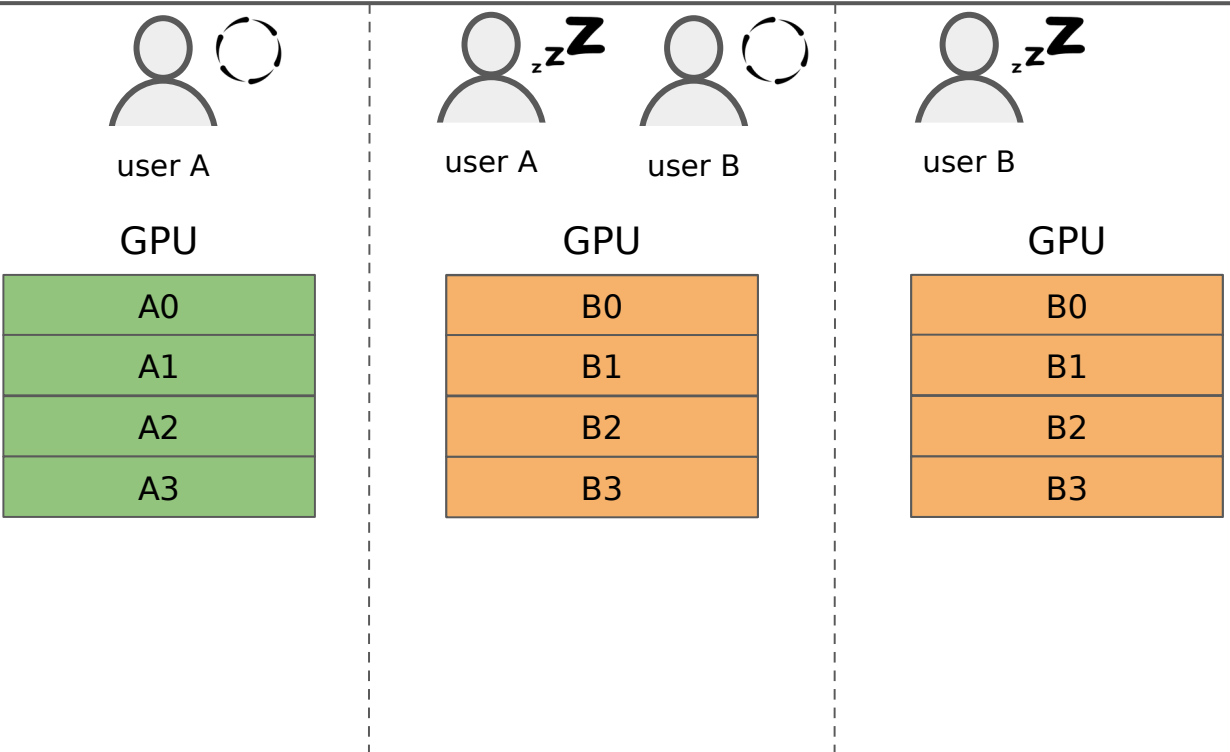 z z Z
z z Z
user A
user A
user B
user B
GPU
GPU
GPU
A0
B0
B0
A1
B1
B1
A2
B2
B2
A3
B3
B3